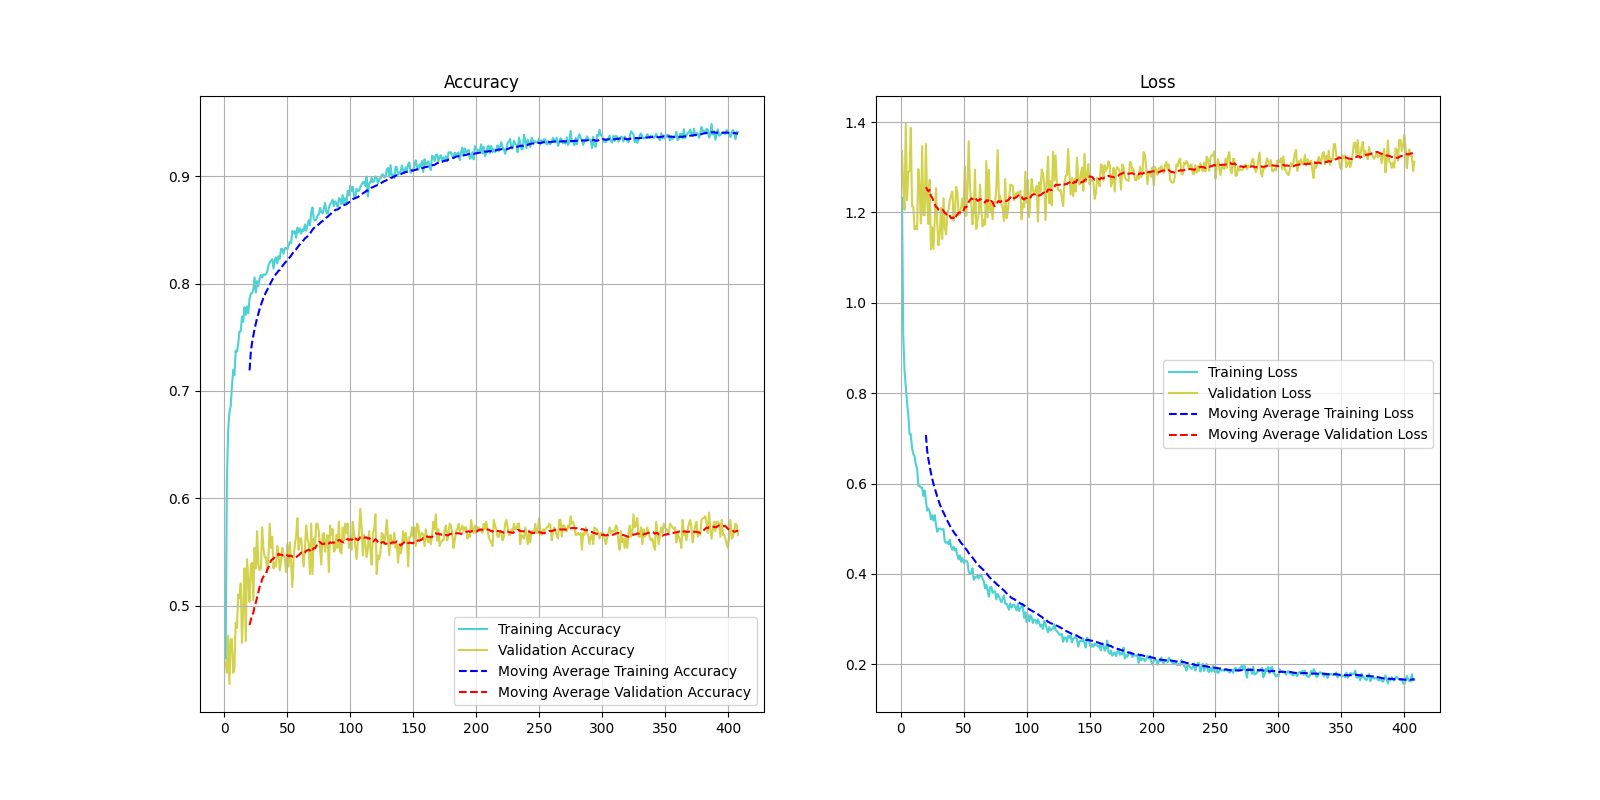 Accuracy
0.9
0.8
0.7
0.6
0.5
0 50 100 150 200 250 300 350 400
Training Accuracy
Validation Accuracy
Moving Average Training Accuracy
Moving Average Validation Accuracy
Loss
1.4
1.2
1.0
0.8
0.6
0.4
0.2
0 50 100 150 200 250 300 350 400
Training Loss
Validation Loss
Moving Average Training Loss
Moving Average Validation Loss